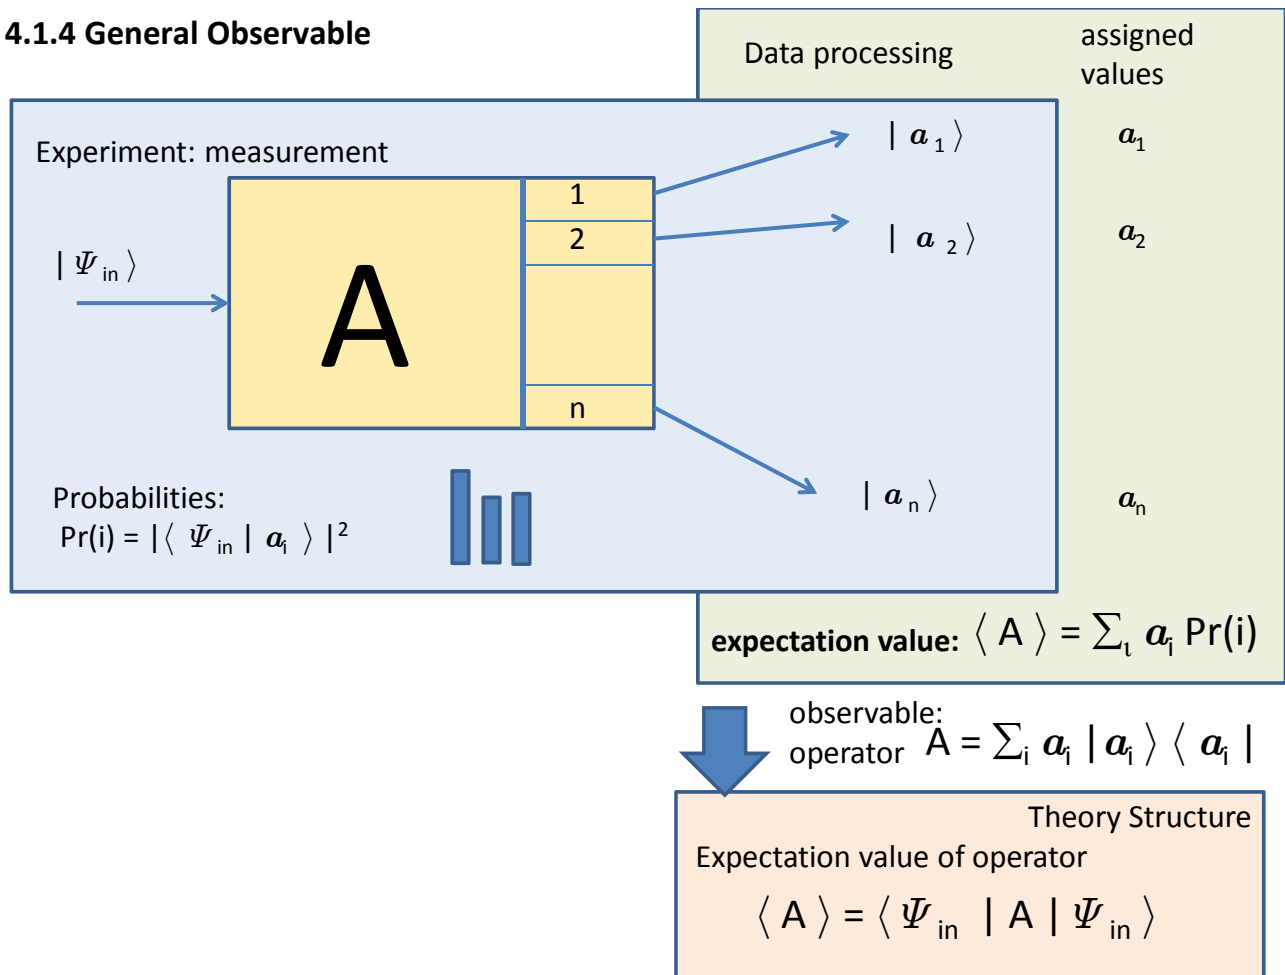 4.1.4 General Observable
Data processing
assigned
values
Experiment: measurement
| a 1 ⟩
a1
1
2
| a 2 ⟩
a2
| Ψ in ⟩
A
n
| a n ⟩
an
Probabilities:
Pr(i) = |⟨ Ψ in | ai ⟩ |2
expectation value: ⟨ A ⟩ = ∑ι ai Pr(i)
observable:
operator A = ∑i ai | ai ⟩ ⟨ ai |
Theory Structure
Expectation value of operator
⟨ A ⟩ = ⟨ Ψ in | A | Ψ in ⟩